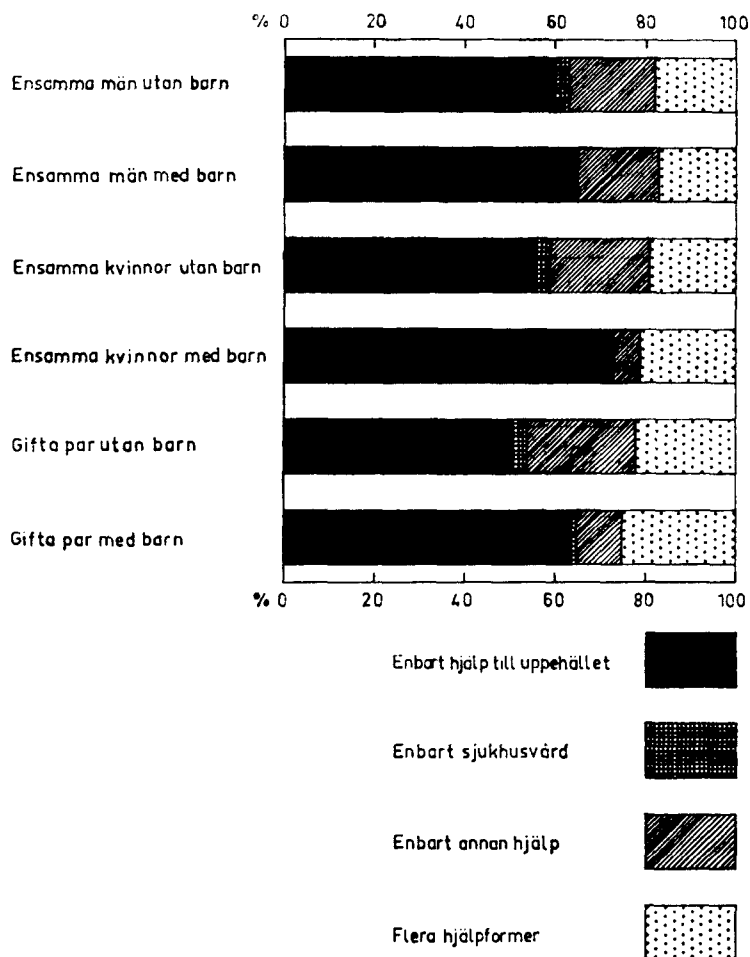 % 0 20 40 60 80 100
Ensamma män utan barn
Ensamma män med barn
Ensamma kvinnor utan barn
Ensamma kvinnor med barn
Gifta par utan barn
Gifta par med barn
% 0 20 40 60 80 100
Enbart hjälp till uppehället
Enbart sjukhusvård
Enbart annan hjälp
Flera hjälpformer